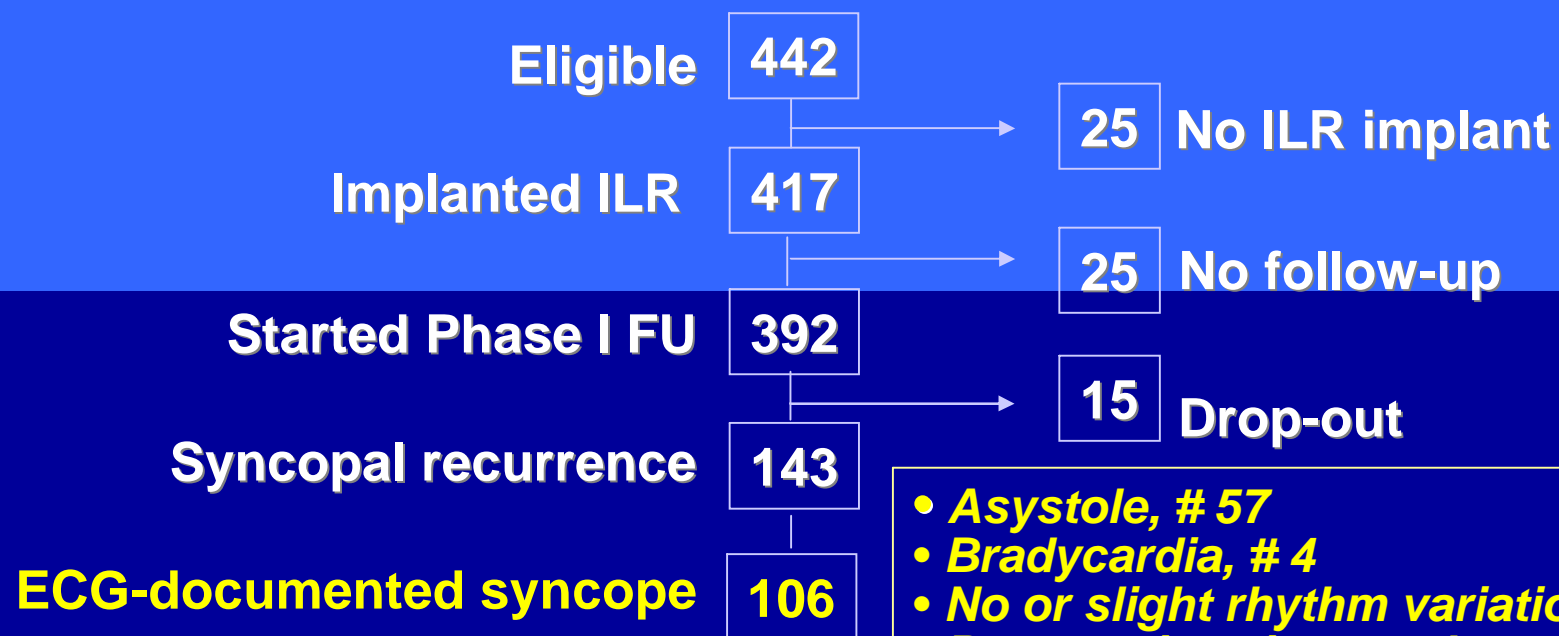 Eligible 442
25 No ILR implant
Implanted ILR 417
25 No follow-up
Started Phase I FU 392
15 Drop-out
Syncopal recurrence 143
• Asystole, # 57
• Bradycardia, # 4
ECG-documented syncope 106
• No or slight rhythm